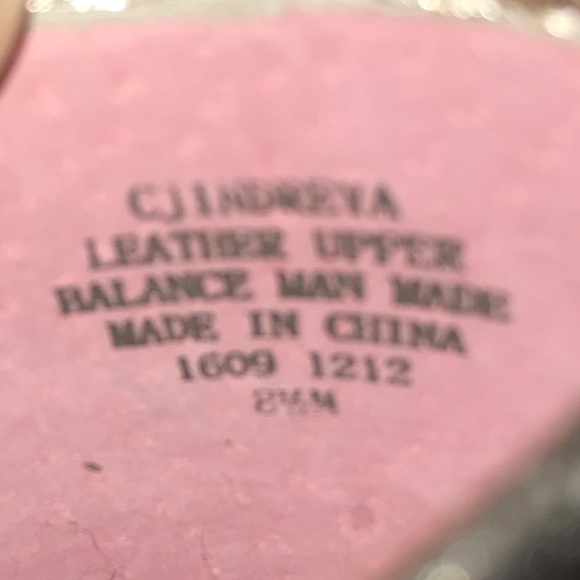 CJINDREYA
LEATHER UPPER
BALANCE MAN MADE
MADE IN CHINA
1609 1212